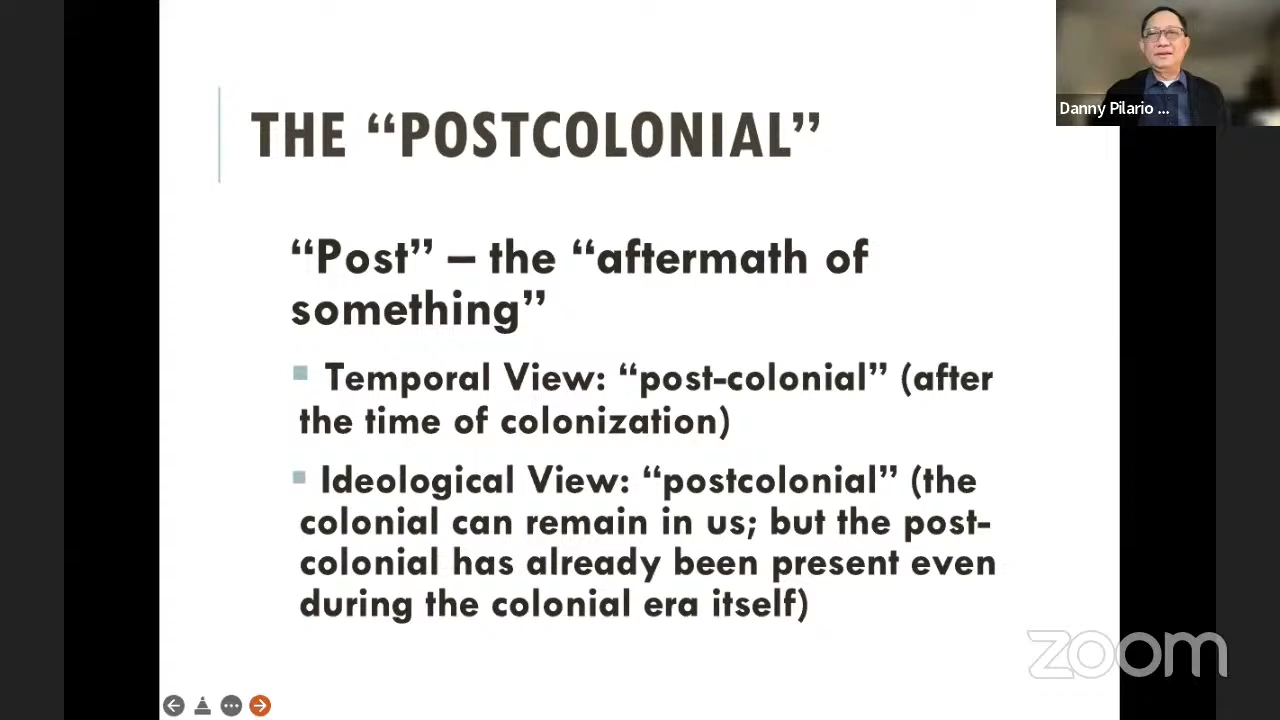 THE “POSTCOLONIAL”
“Post” – the “aftermath of
something”
Temporal View: “post-colonial” (after
the time of colonization)
Ideological View: “postcolonial” (the
colonial can remain in us; but the post-
colonial has already been present even
during the colonial era itself)
Danny Pilario ...
zoom